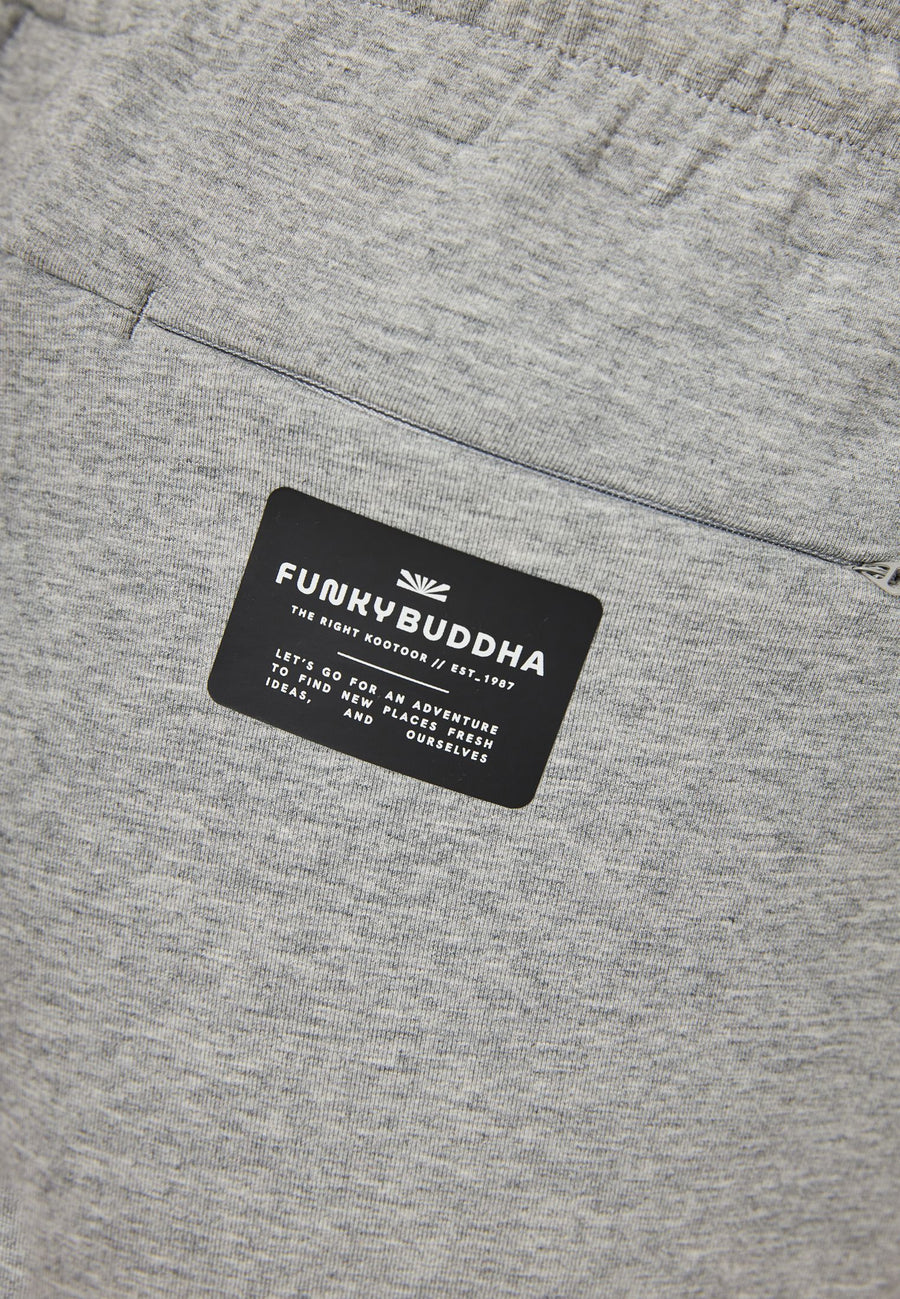 FUNKYBUDDHA
THE RIGHT KOOTOOR // EST_1987
LET'S GO FOR AN ADVENTURE
TO FIND NEW PLACES FRESH
IDEAS, AND OURSELVES